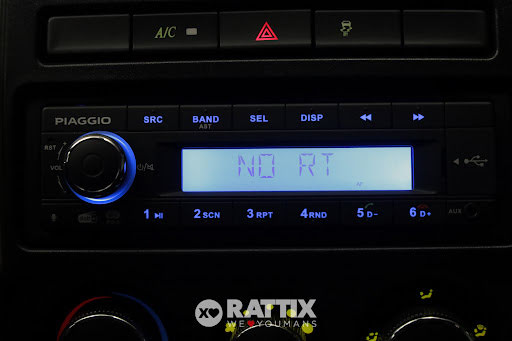 A/C
PIAGGIO
SRC
BAND
AST
SEL
DISP
RST
VOL
NO RT
AF
1
2 SCN
3 RPT
4 RND
5 D-
6 D+
AUX
RATTIX
WE❤YOUMANS